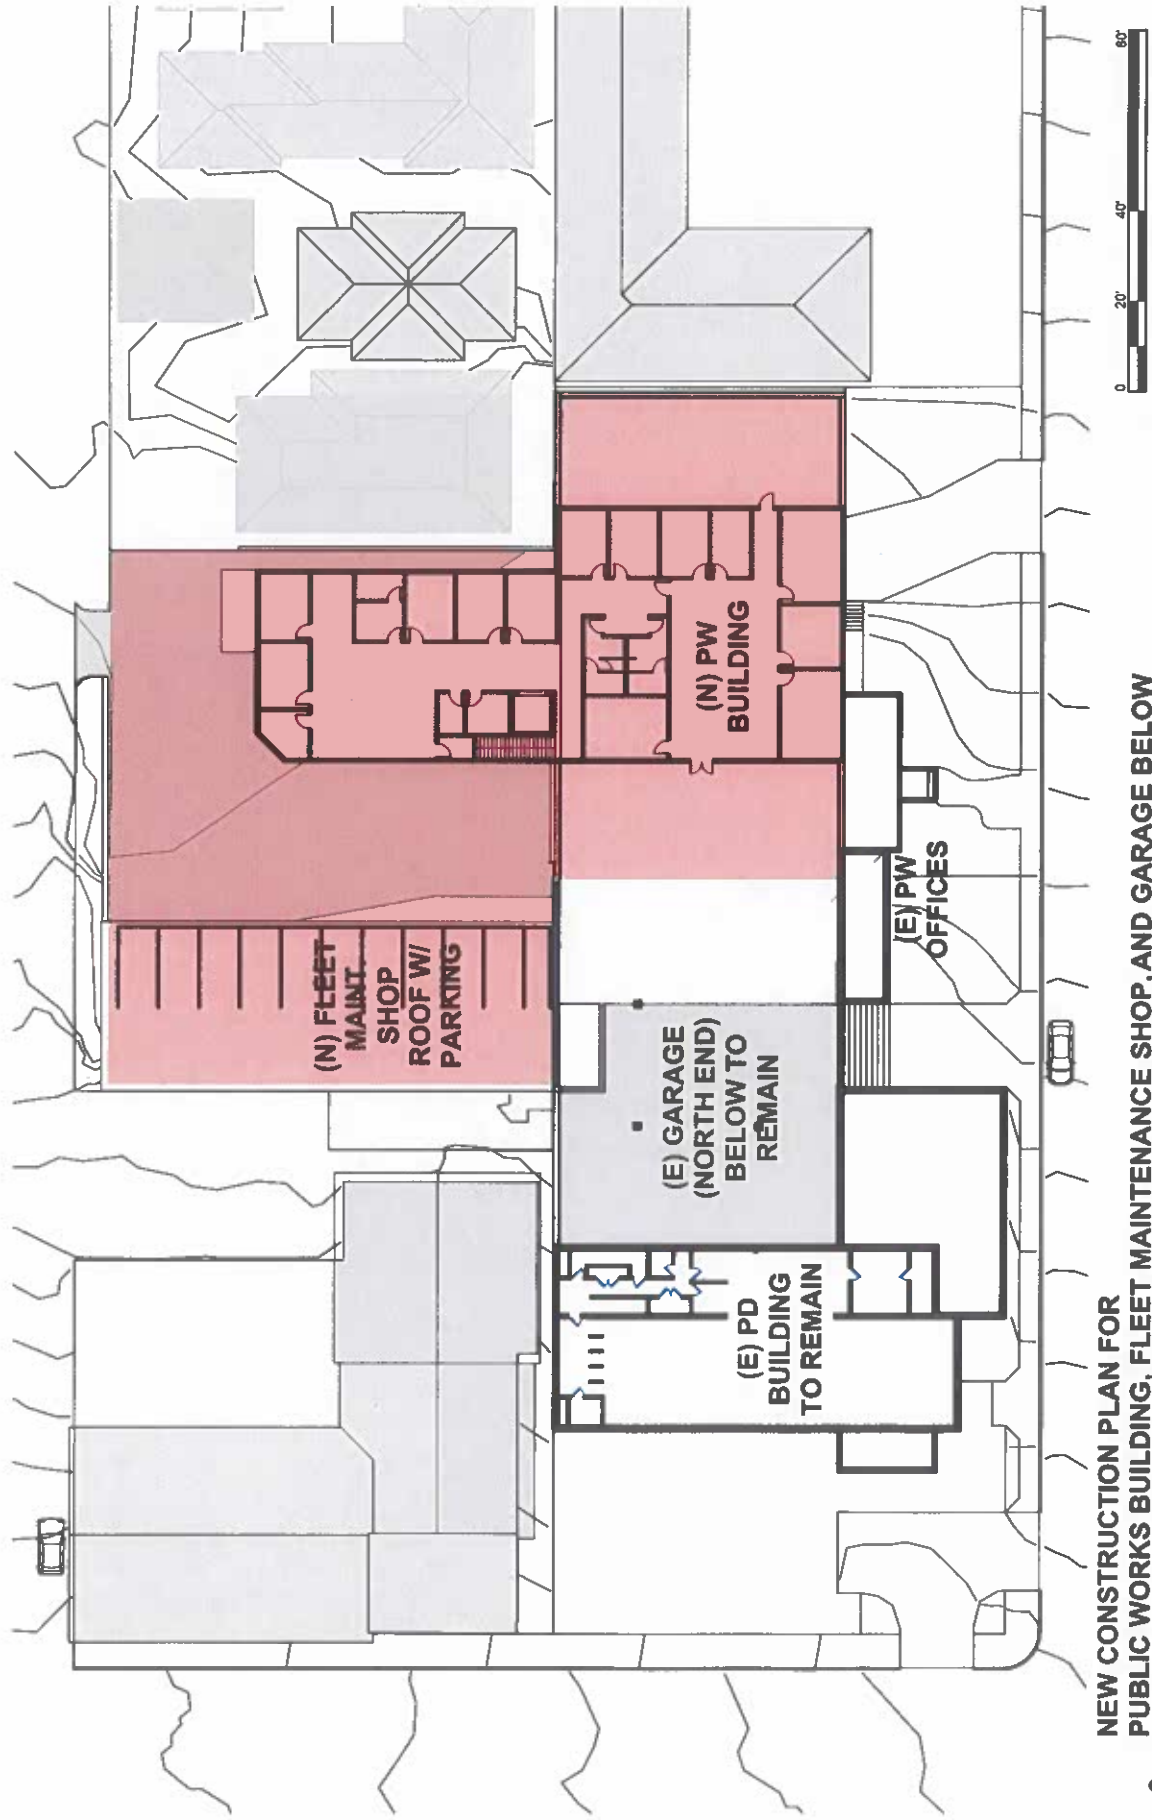 (N) FLEET
MAINT.
SHOP
ROOF W/
PARKING
(N) PW
BUILDING
(E) GARAGE
(NORTH END)
BELOW TO
REMAIN
(E) PW
OFFICES
(E) PD
BUILDING
TO REMAIN
0 20' 40' 80'
NEW CONSTRUCTION PLAN FOR
PUBLIC WORKS BUILDING, FLEET MAINTENANCE SHOP, AND GARAGE BELOW